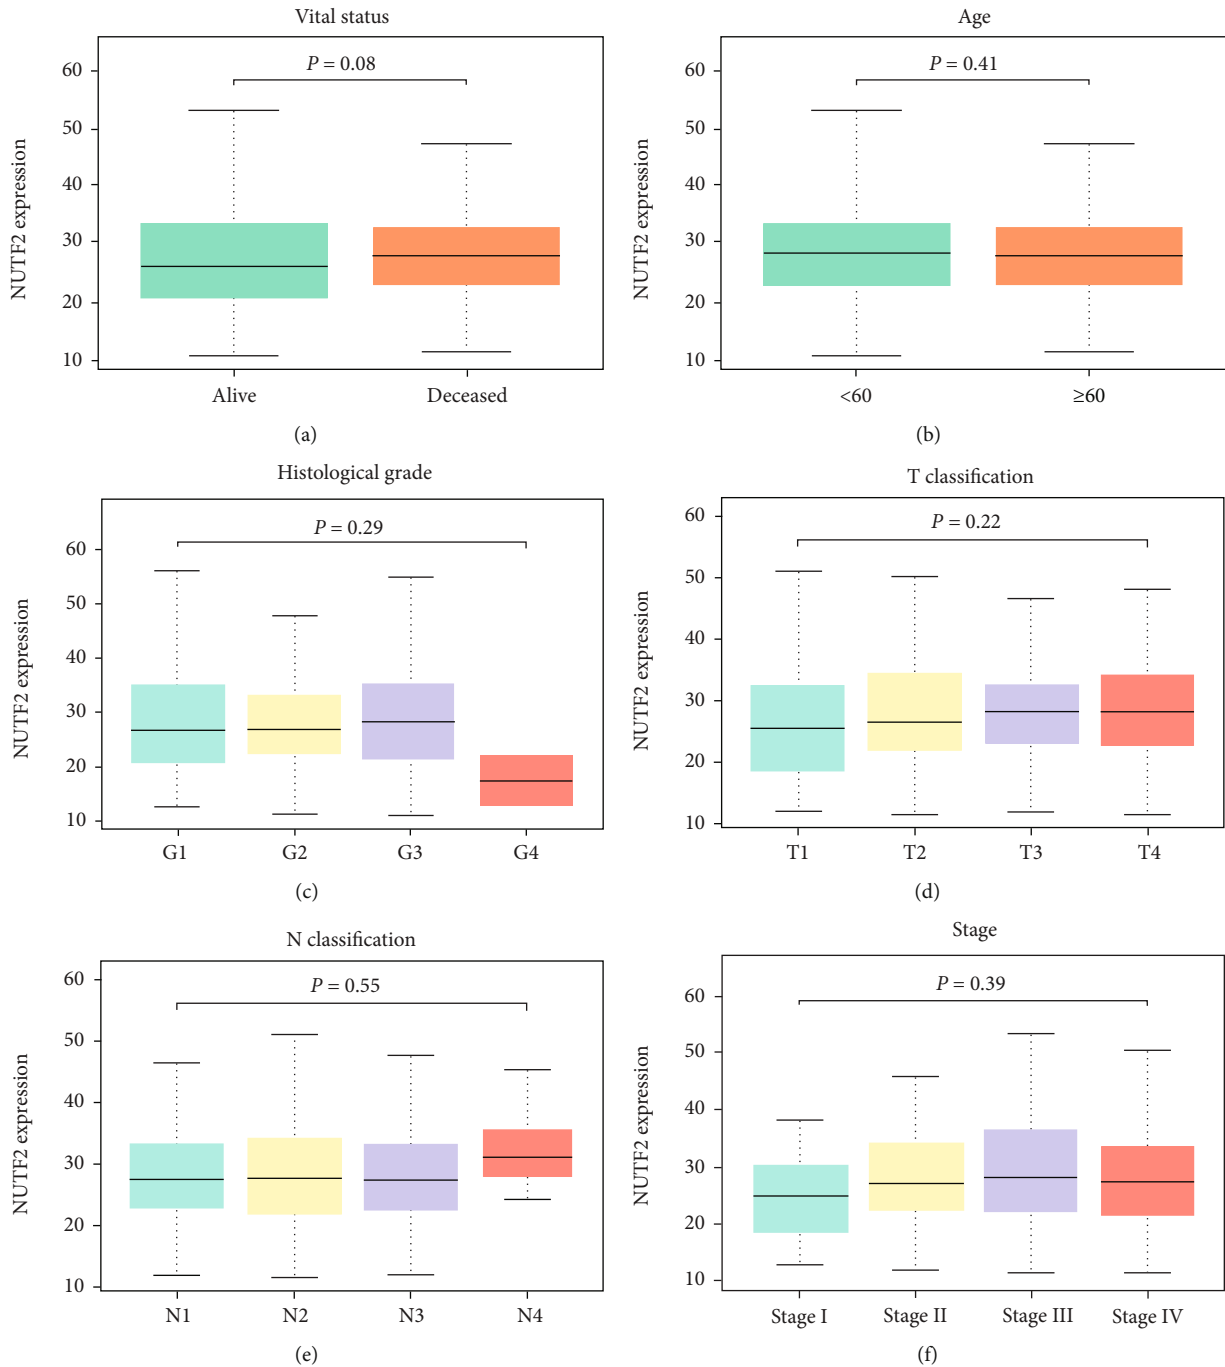 Vital status
P = 0.08
60
50
40
30
20
10
NUTF2 expression
Alive
Deceased
(a)
Age
P = 0.41
60
50
40
30
20
10
NUTF2 expression
<60
≥60
(b)
Histological grade
P = 0.29
60
50
40
30
20
10
NUTF2 expression
G1
G2
G3
G4
(c)
T classification
P = 0.22
60
50
40
30
20
10
NUTF2 expression
T1
T2
T3
T4
(d)
N classification
P = 0.55
60
50
40
30
20
10
NUTF2 expression
N1
N2
N3
N4
(e)
Stage
P = 0.39
60
50
40
30
20
10
NUTF2 expression
Stage I
Stage II
Stage III
Stage IV
(f)